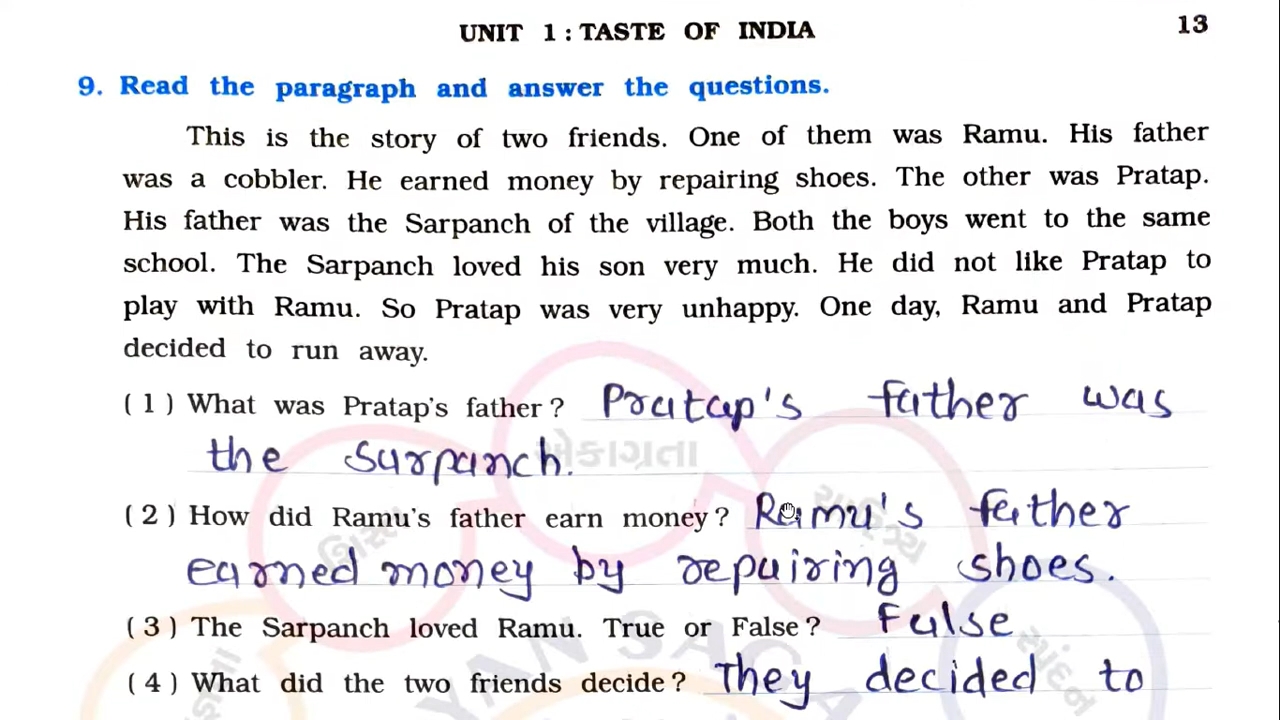 UNIT 1 : TASTE OF INDIA 13
9. Read the paragraph and answer the questions.
This is the story of two friends. One of them was Ramu. His father
was a cobbler. He earned money by repairing shoes. The other was Pratap.
His father was the Sarpanch of the village. Both the boys went to the same
school. The Sarpanch loved his son very much. He did not like Pratap to
play with Ramu. So Pratap was very unhappy. One day, Ramu and Pratap
decided to run away.
(1) What was Pratap's father? Pratap's father was
the Surpanch.
એકાગ્રતા
(2) How did Ramu's father earn money? Ramu's father
earned money by repairing shoes.
(3) The Sarpanch loved Ramu. True or False? False
(4) What did the two friends decide? They decided to